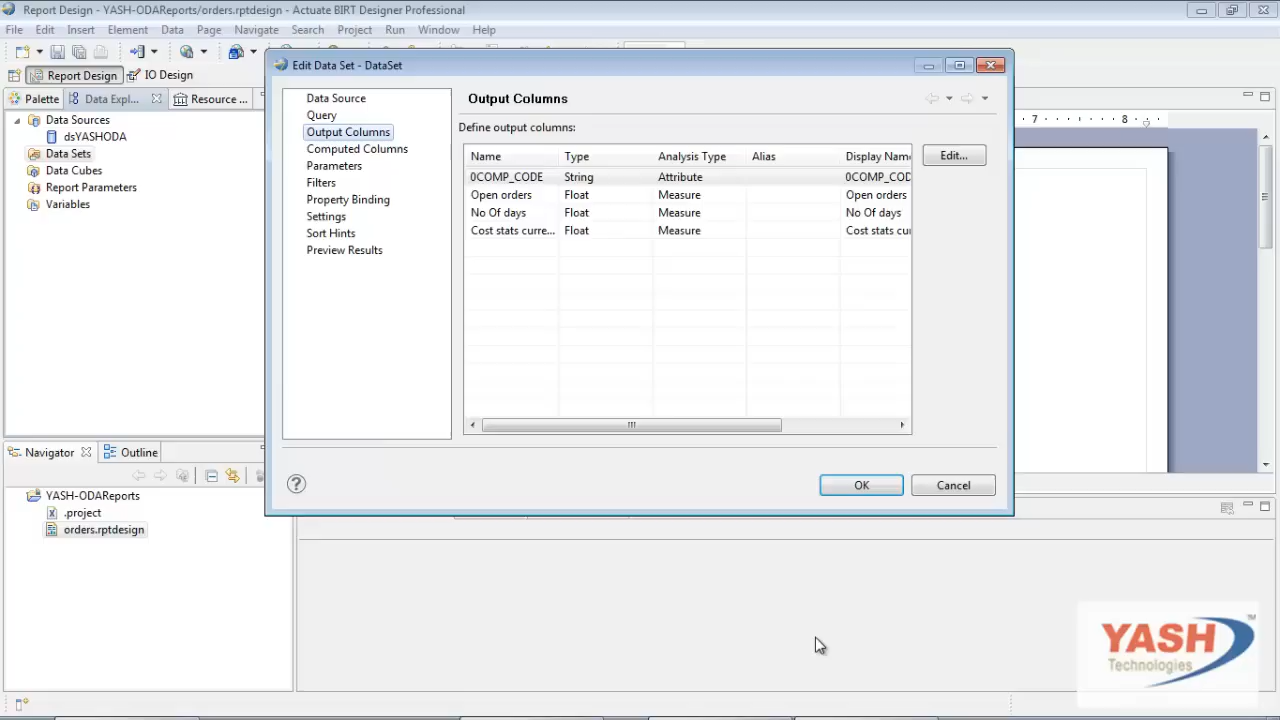 Report Design - YASH-ODAReports/orders.rptdesign - Actuate BIRT Designer Professional
File Edit Insert Element Data Page Navigate Search Project Run Window Help
Report Design IO Design
Palette Data Expl... Resource ...
Data Sources
dsYASHODA
Data Sets
Data Cubes
Report Parameters
Variables
Edit Data Set - DataSet
Data Source
Query
Output Columns
Computed Columns
Parameters
Filters
Property Binding
Settings
Sort Hints
Preview Results
Output Columns
Define output columns:
Name Type Analysis Type Alias Display Name
0COMP_CODE String Attribute 0COMP_COD
Open orders Float Measure Open orders
No Of days Float Measure No Of days
Cost stats curre... Float Measure Cost stats cu
Edit...
OK Cancel
7 8
Navigator Outline
YASH-ODAReports
.project
orders.rptdesign
YASH TM
Technologies